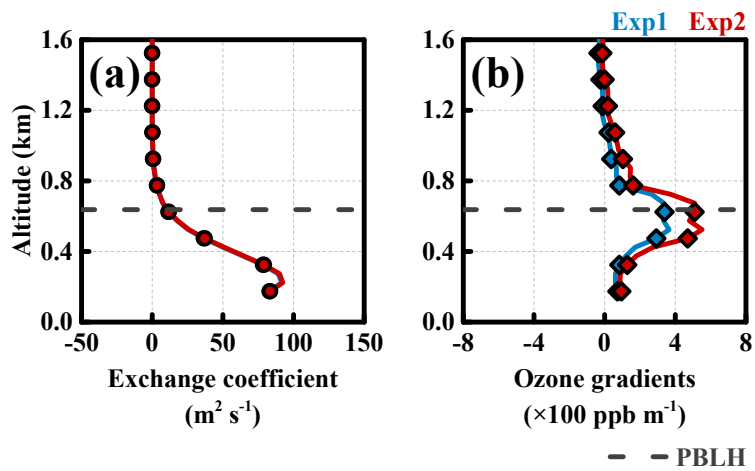 Exp1 Exp2
1.6 (a) 1.6 (b)
1.2 1.2
0.8 0.8
0.4 0.4
0.0 0.0
Altitude (km)
-50 0 50 100 150 -8 -4 0 4 8
Exchange coefficient Ozone gradients
(m² s⁻¹) (×100 ppb m⁻¹)
PBLH